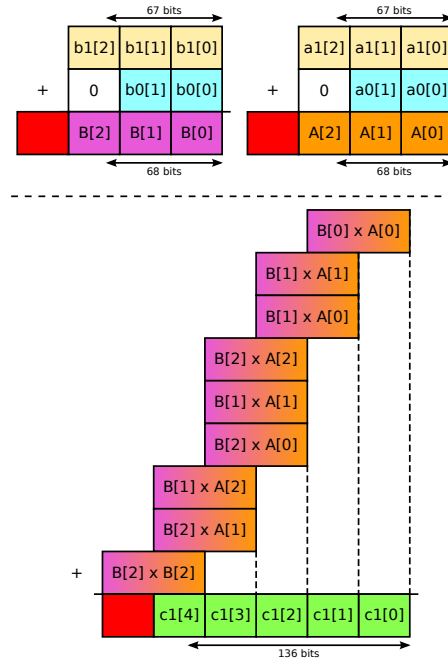 67 bits 67 bits
b1[2] b1[1] b1[0] a1[2] a1[1] a1[0]
+ 0 b0[1] b0[0] + 0 a0[1] a0[0]
B[2] B[1] B[0] A[2] A[1] A[0]
68 bits 68 bits
B[0] x A[0]
B[1] x A[1]
B[1] x A[0]
B[2] x A[2]
B[1] x A[1]
B[2] x A[0]
B[1] x A[2]
B[2] x A[1]
+ B[2] x B[2]
c1[4] c1[3] c1[2] c1[1] c1[0]
136 bits